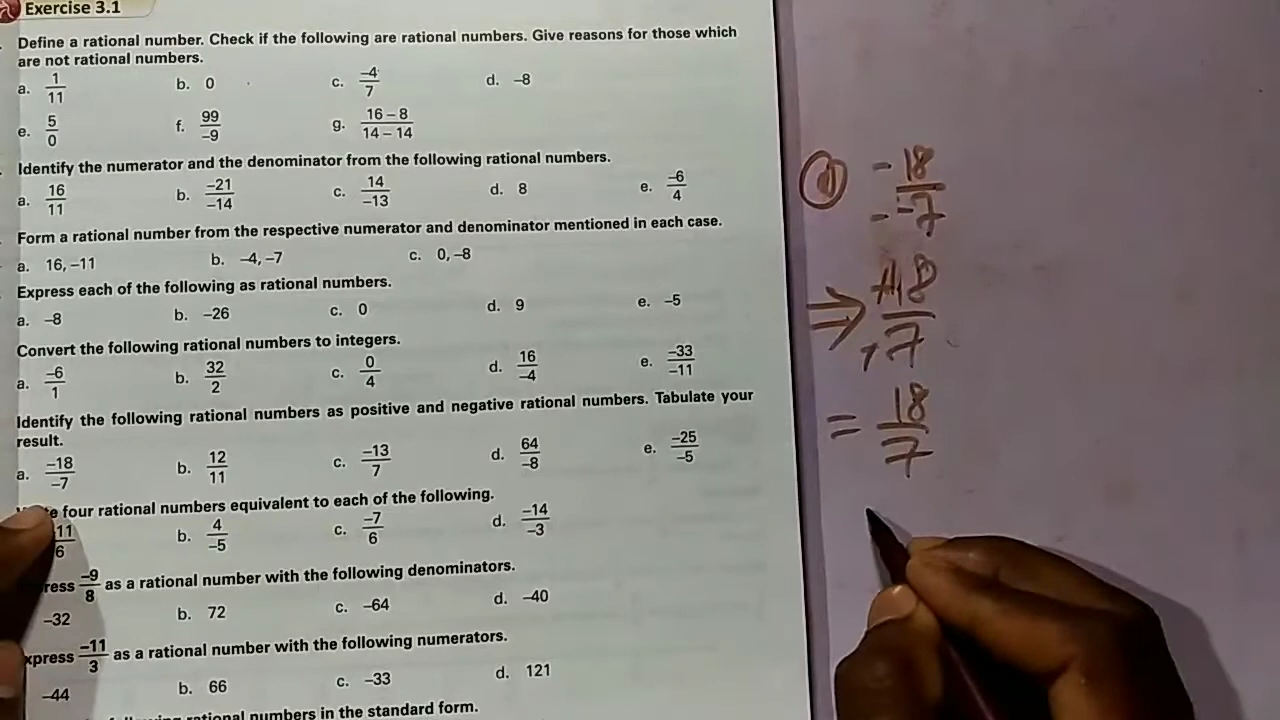 Exercise 3.1
Define a rational number. Check if the following are rational numbers. Give reasons for those which
are not rational numbers.
a. 1/11 b. 0 c. -4/7 d. -8
e. 5/0 f. 99/-9 g. 16 - 8/14 - 14
Identify the numerator and the denominator from the following rational numbers.
a. 16/11 b. -21/-14 c. 14/-13 d. 8 e. -6/4
Form a rational number from the respective numerator and denominator mentioned in each case.
a. 16, -11 b. -4, -7 c. 0, -8
Express each of the following as rational numbers.
a. -8 b. -26 c. 0 d. 9 e. -5
Convert the following rational numbers to integers.
a. -6/1 b. 32/2 c. 0/4 d. 16/-4 e. -33/-11
Identify the following rational numbers as positive and negative rational numbers. Tabulate your
result.
a. -18/-7 b. 12/11 c. -13/7 d. 64/-8 e. -25/-5
four rational numbers equivalent to each of the following.
11/6 b. 4/-5 c. -7/6 d. -14/-3
ress -9/8 as a rational number with the following denominators.
-32 b. 72 c. -64 d. -40
xpress -11/3 as a rational number with the following numerators.
-44 b. 66 c. -33 d. 121
rational numbers in the standard form.
-18/-7
18/7
= 18/7